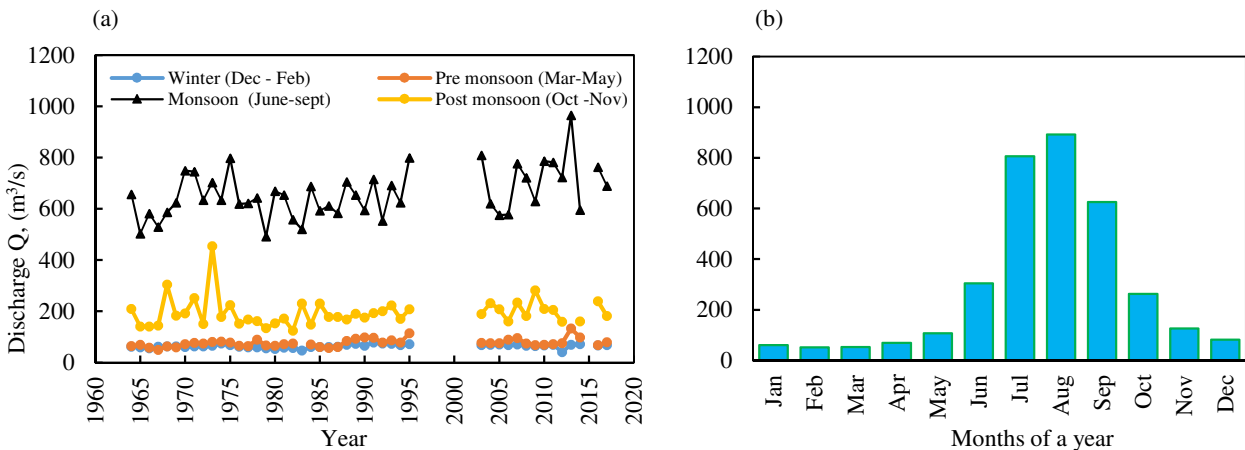 (a)
(b)
1200
1000
800
600
400
200
0
Discharge Q, (m³/s)
Winter (Dec - Feb)
Pre monsoon (Mar-May)
Monsoon (June-sept)
Post monsoon (Oct -Nov)
1960
1965
1970
1975
1980
1985
1990
1995
2000
2005
2010
2015
2020
Year
1200
1000
800
600
400
200
0
Jan
Feb
Mar
Apr
May
Jun
Jul
Aug
Sep
Oct
Nov
Dec
Months of a year